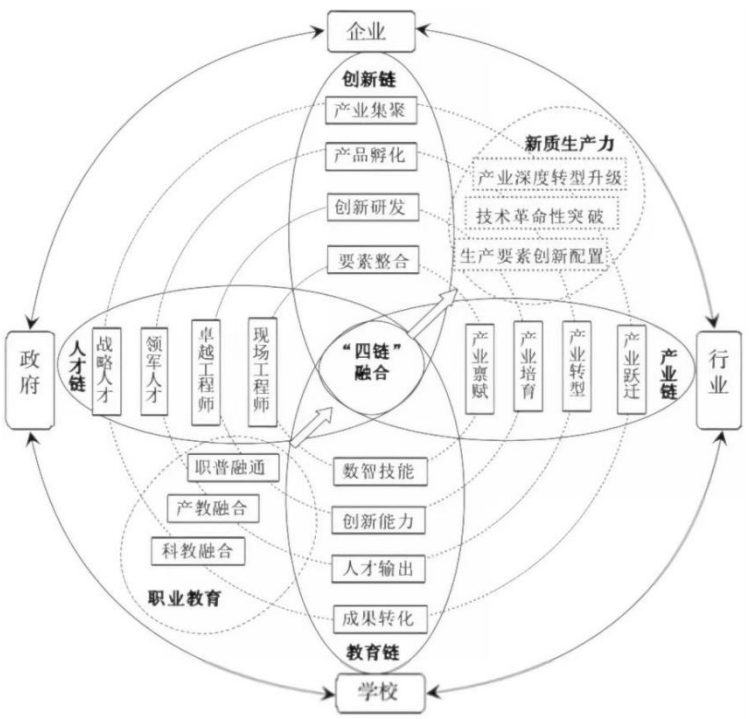 企业
创新链
产业集聚
产品孵化
创新研发
要素整合
新质生产力
产业深度转型升级
技术革命性突破
生产要素创新配置
政府
人才链
战略人才
领军人才
卓越工程师
现场工程师
“四链”
融合
产业禀赋
产业培育
产业转型
产业跃迁
产业链
行业
职普融通
产教融合
科教融合
职业教育
数智技能
创新能力
人才输出
成果转化
教育链
学校